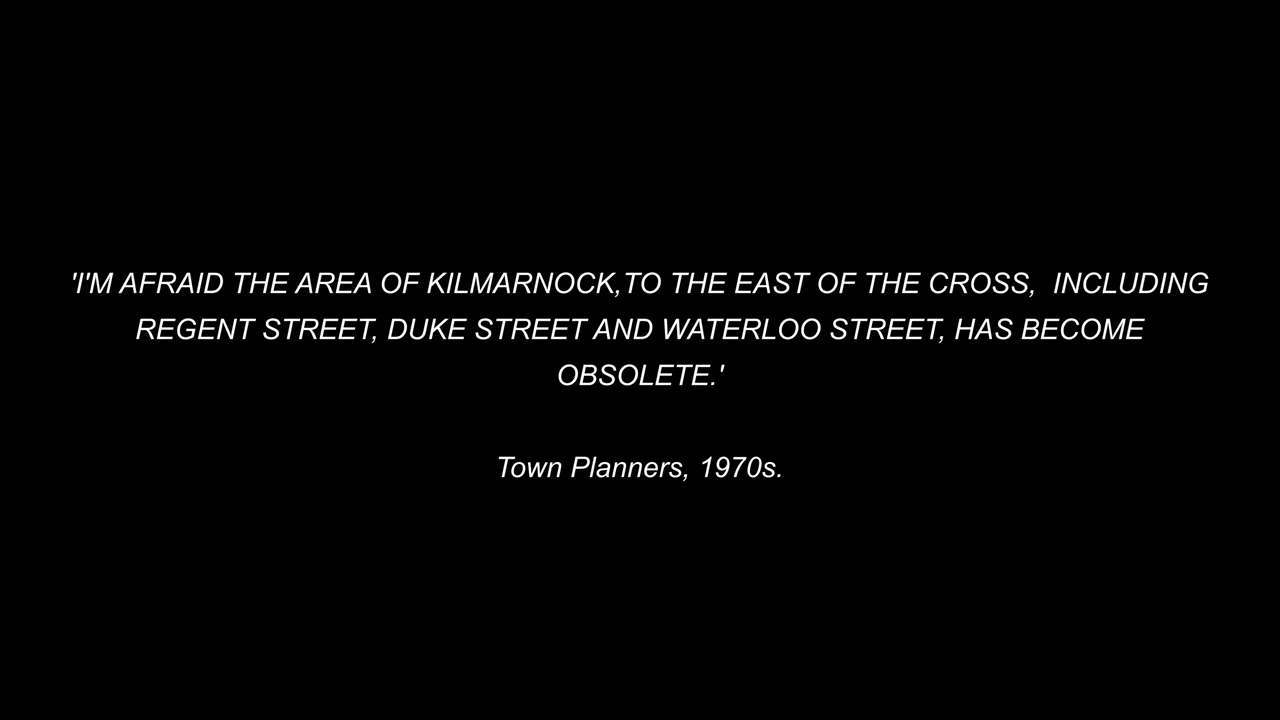 'I'M AFRAID THE AREA OF KILMARNOCK,TO THE EAST OF THE CROSS,  INCLUDING
REGENT STREET, DUKE STREET AND WATERLOO STREET, HAS BECOME
OBSOLETE.'
Town Planners, 1970s.